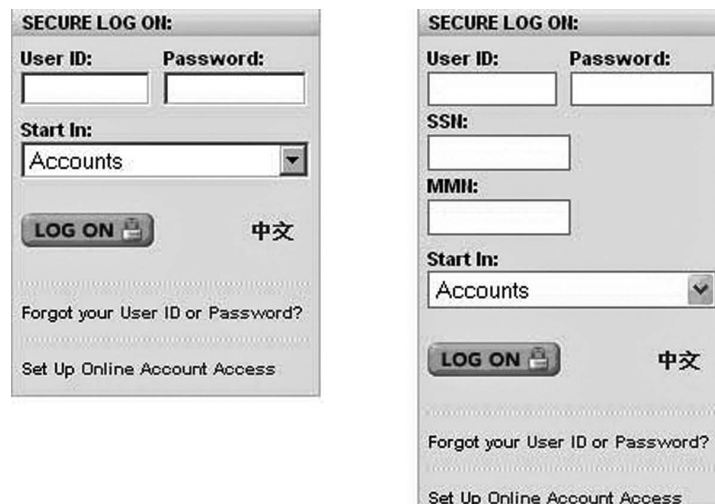 SECURE LOG ON:
User ID: Password:
Start In:
Accounts
LOG ON 中文
Forgot your User ID or Password?
Set Up Online Account Access
SECURE LOG ON:
User ID: Password:
SSN:
MMN:
Start In:
Accounts
LOG ON 中文
Forgot your User ID or Password?
Set Up Online Account Access